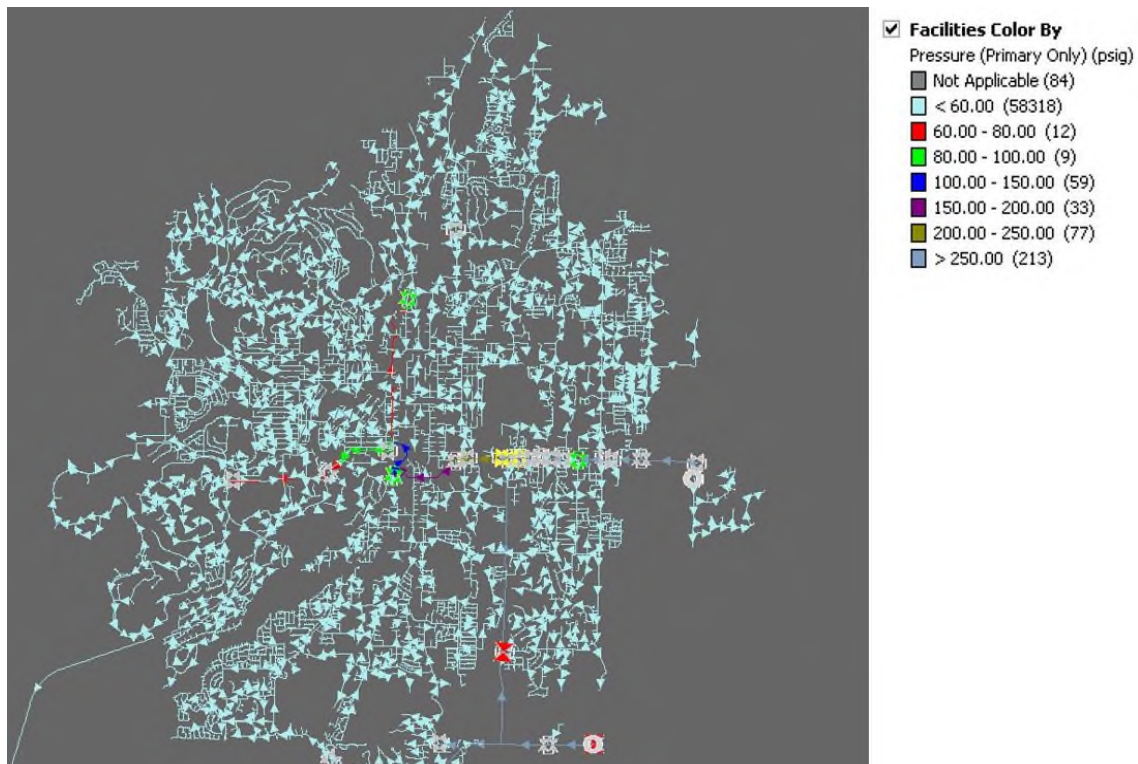 Facilities Color By
Pressure (Primary Only) (psig)
Not Applicable (84)
< 60.00 (58318)
60.00 - 80.00 (12)
80.00 - 100.00 (9)
100.00 - 150.00 (59)
150.00 - 200.00 (33)
200.00 - 250.00 (77)
> 250.00 (213)